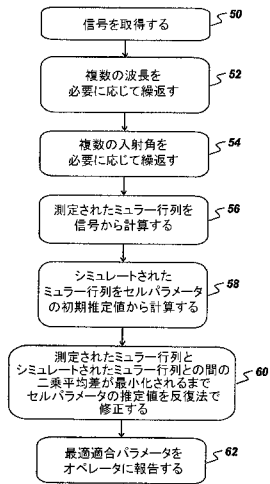 信号を取得する
50
複数の波長を
必要に応じて繰返す
52
複数の入射角を
必要に応じて繰返す
54
測定されたミュラー行列を
信号から計算する
56
シミュレートされた
ミュラー行列をセルパラメータ
の初期推定値から計算する
58
測定されたミュラー行列と
シミュレートされたミュラー行列との間の
二乗平均差が最小化されるまで
セルパラメータの推定値を反復法で
修正する
60
最適適合パラメータを
オペレータに報告する
62